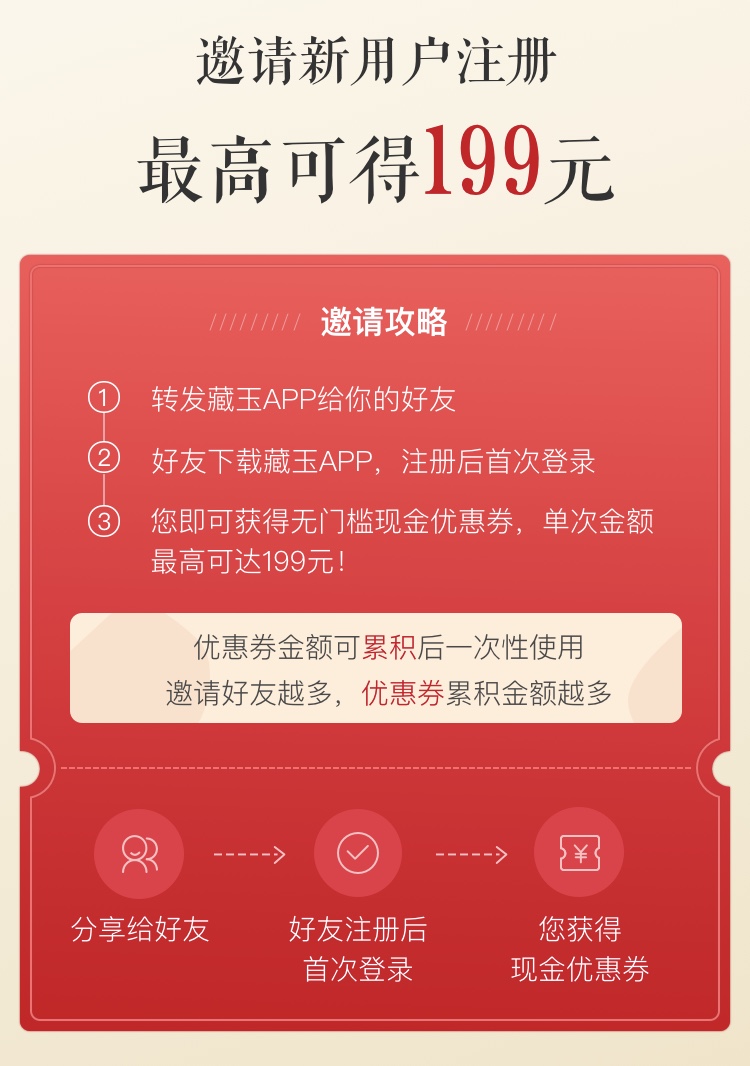 邀请新用户注册
最高可得199元
邀请攻略
① 转发藏玉APP给你的好友
② 好友下载藏玉APP，注册后首次登录
③ 您即可获得无门槛现金优惠券，单次金额
最高可达199元！
优惠券金额可累积后一次性使用
邀请好友越多，优惠券累积金额越多
¥
分享给好友
好友注册后
首次登录
您获得
现金优惠券